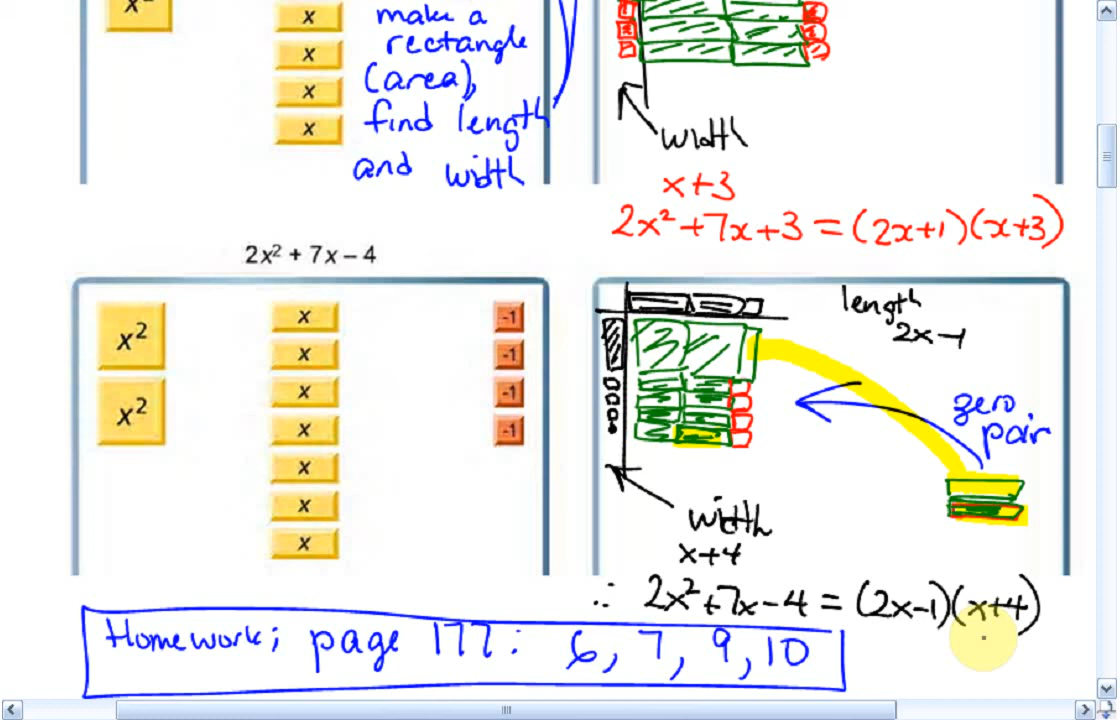 x²
x
x
x
x
make a
rectangle
(area),
find length
and width
width
x+3
2x²+7x+3=(2x+1)(x+3)
2x² + 7x – 4
x²
x²
x
x
x
x
x
x
x
-1
-1
-1
-1
length
2x-1
zero
pair
width
x+4
∴ 2x²+7x-4=(2x-1)(x+4)
Homework; page 177: 6, 7, 9, 10